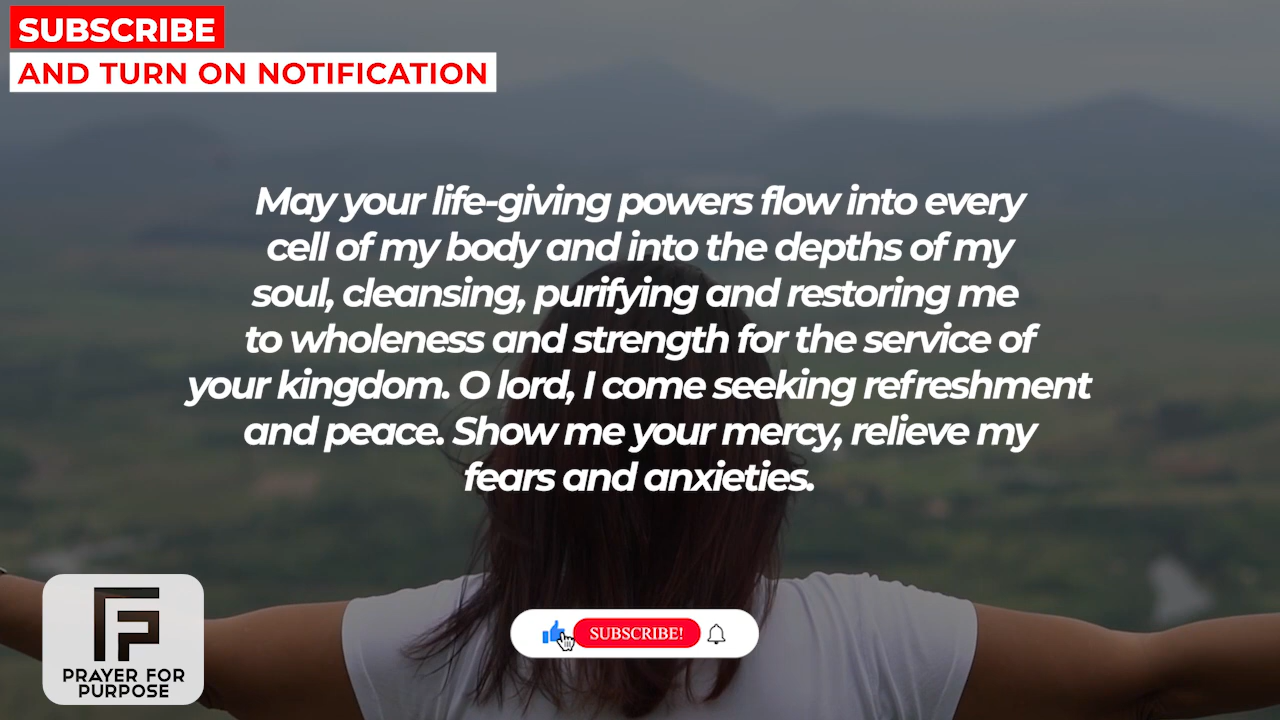 SUBSCRIBE
AND TURN ON NOTIFICATION
May your life-giving powers flow into every
cell of my body and into the depths of my
soul, cleansing, purifying and restoring me
to wholeness and strength for the service of
your kingdom. O lord, I come seeking refreshment
and peace. Show me your mercy, relieve my
fears and anxieties.
SUBSCRIBE!
PRAYER FOR
PURPOSE